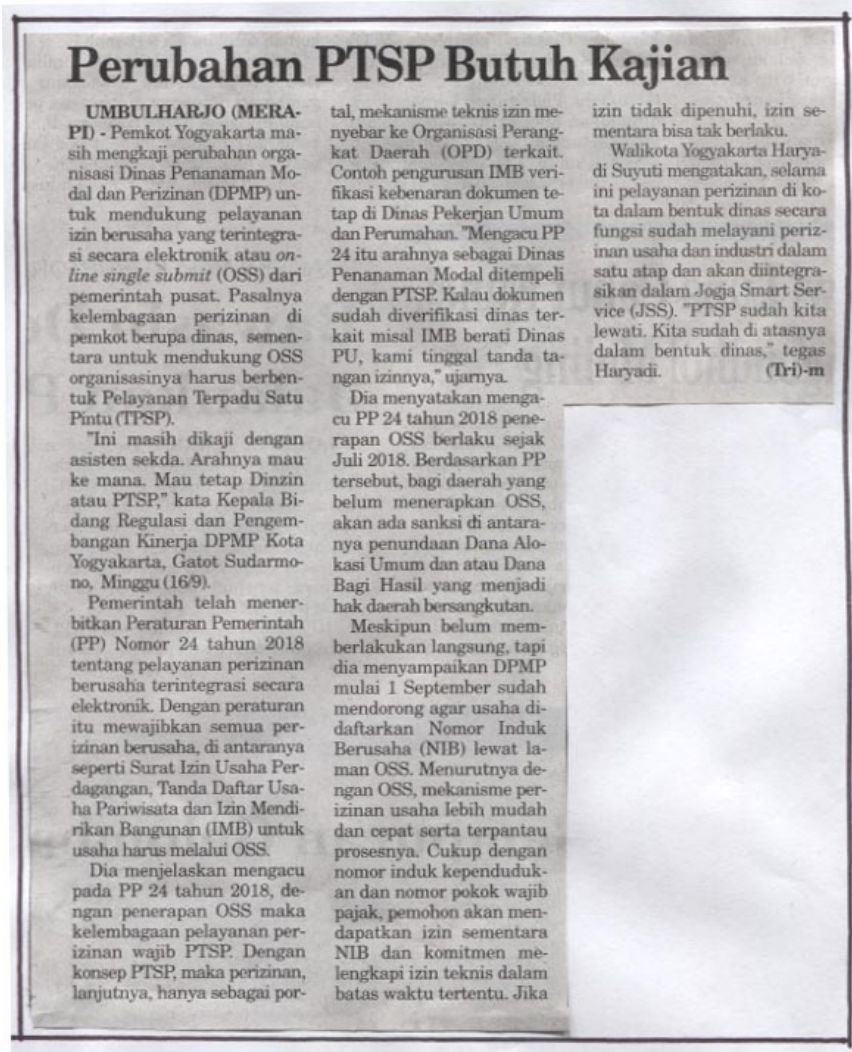 Perubahan PTSP Butuh Kajian
UMBULHARJO (MERA-
PI) - Pemkot Yogyakarta ma-
sih mengkaji perubahan orga-
nisasi Dinas Penanaman Mo-
dal dan Perizinan (DPMP) un-
tuk mendukung pelayanan
izin berusaha yang terintegra-
si secara elektronik atau on-
line single submit (OSS) dari
pemerintah pusat. Pasalnya
kelembagaan perizinan di
pemkot berupa dinas, semen-
tara untuk mendukung OSS
organisasinya harus berben-
tuk Pelayanan Terpadu Satu
Pintu (TPSP).
"Ini masih dikaji dengan
asisten sekda. Arahnya mau
ke mana. Mau tetap Dinzin
atau PTSP," kata Kepala Bi-
dang Regulasi dan Pengem-
bangan Kinerja DPMP Kota
Yogyakarta, Gatot Sudarmo-
no, Minggu (16/9).
Pemerintah telah mener-
bitkan Peraturan Pemerintah
(PP) Nomor 24 tahun 2018
tentang pelayanan perizinan
berusaha terintegrasi secara
elektronik. Dengan peraturan
itu mewajibkan semua per-
izinan berusaha, di antaranya
seperti Surat Izin Usaha Per-
dagangan, Tanda Daftar Usa-
ha Pariwisata dan Izin Mendi-
rikan Bangunan (IMB) untuk
usaha harus melalui OSS.
Dia menjelaskan mengacu
pada PP 24 tahun 2018, de-
ngan penerapan OSS maka
kelembagaan pelayanan per-
izinan wajib PTSP. Dengan
konsep PTSP, maka perizinan,
lanjutnya, hanya sebagai por-
tal, mekanisme teknis izin me-
nyebar ke Organisasi Perang-
kat Daerah (OPD) terkait.
Contoh pengurusan IMB veri-
fikasi kebenaran dokumen te-
tap di Dinas Pekerjan Umum
dan Perumahan. "Mengacu PP
24 itu arahnya sebagai Dinas
Penanaman Modal ditempeli
dengan PTSP. Kalau dokumen
sudah diverifikasi dinas ter-
kait misal IMB berati Dinas
PU, kami tinggal tanda ta-
ngan izinnya," ujarnya.
Dia menyatakan menga-
cu PP 24 tahun 2018 pene-
rapan OSS berlaku sejak
Juli 2018. Berdasarkan PP
tersebut, bagi daerah yang
belum menerapkan OSS,
akan ada sanksi di antara-
nya penundaan Dana Alo-
kasi Umum dan atau Dana
Bagi Hasil yang menjadi
hak daerah bersangkutan.
Meskipun belum mem-
berlakukan langsung, tapi
dia menyampaikan DPMP
mulai 1 September sudah
mendorong agar usaha di-
daftarkan Nomor Induk
Berusaha (NIB) lewat la-
man OSS. Menurutnya de-
ngan OSS, mekanisme per-
izinan usaha lebih mudah
dan cepat serta terpantau
prosesnya. Cukup dengan
nomor induk kependuduk-
an dan nomor pokok wajib
pajak, pemohon akan men-
dapatkan izin sementara
NIB dan komitmen me-
lengkapi izin teknis dalam
batas waktu tertentu. Jika
izin tidak dipenuhi, izin se-
mentara bisa tak berlaku.
Walikota Yogyakarta Harya-
di Suyuti mengatakan, selama
ini pelayanan perizinan di ko-
ta dalam bentuk dinas secara
fungsi sudah melayani periz-
inan usaha dan industri dalam
satu atap dan akan diintegra-
sikan dalam Jogja Smart Ser-
vice (JSS). "PTSP sudah kita
lewati. Kita sudah di atasnya
dalam bentuk dinas," tegas
Haryadi. (Tri)-m